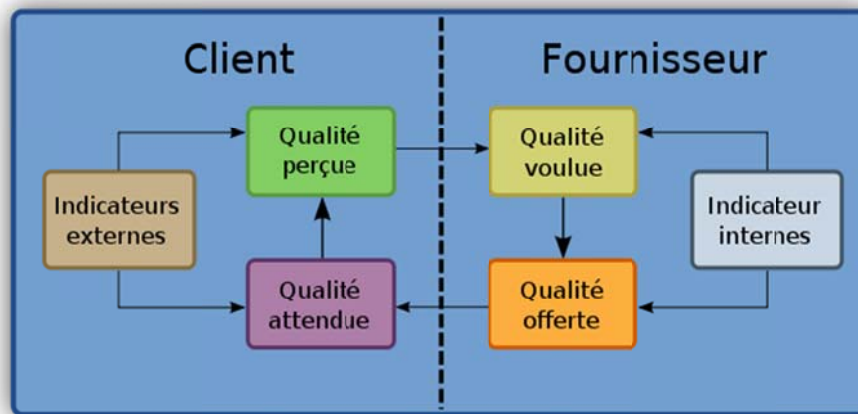 Client
Fournisseur
Qualité
perçue
Qualité
voulue
Indicateurs
externes
Indicateur
internes
Qualité
attendue
Qualité
offerte